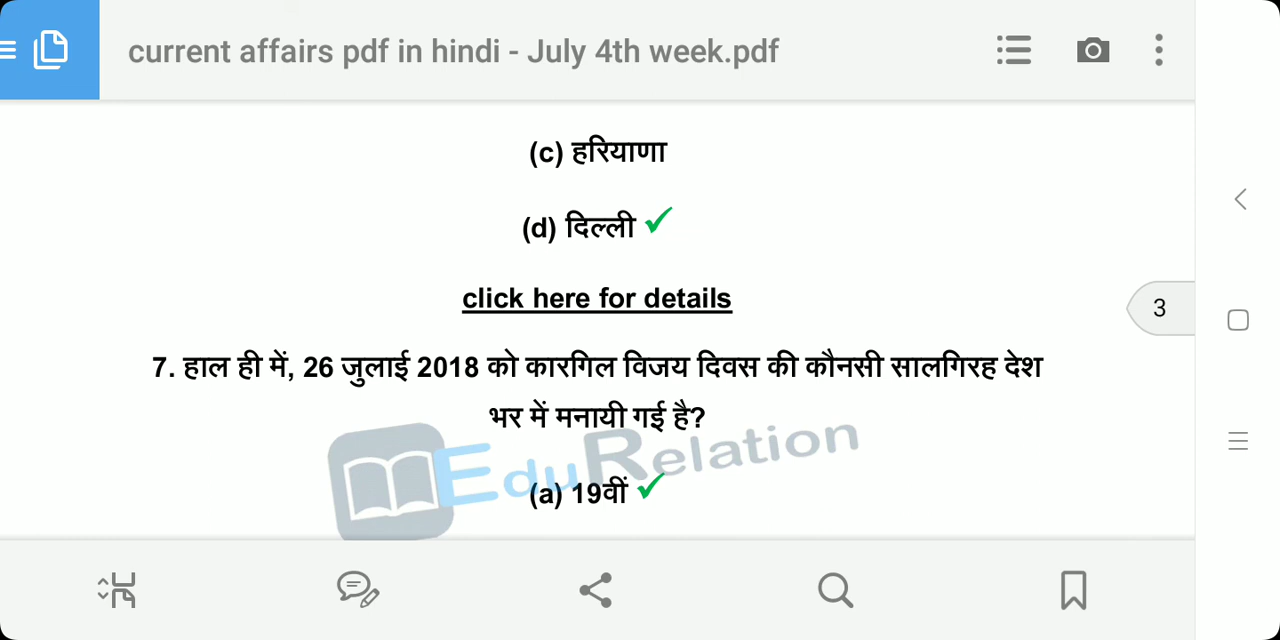 current affairs pdf in hindi - July 4th week.pdf
(c) हरियाणा
(d) दिल्ली
click here for details
3
7. हाल ही में, 26 जुलाई 2018 को कारगिल विजय दिवस की कौनसी सालगिरह देश
भर में मनायी गई है?
EduRelation
(a) 19वीं